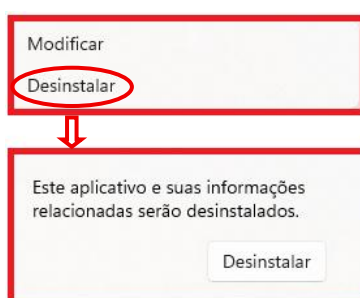 Modificar
Desinstalar
Este aplicativo e suas informações
relacionadas serão desinstalados.
Desinstalar